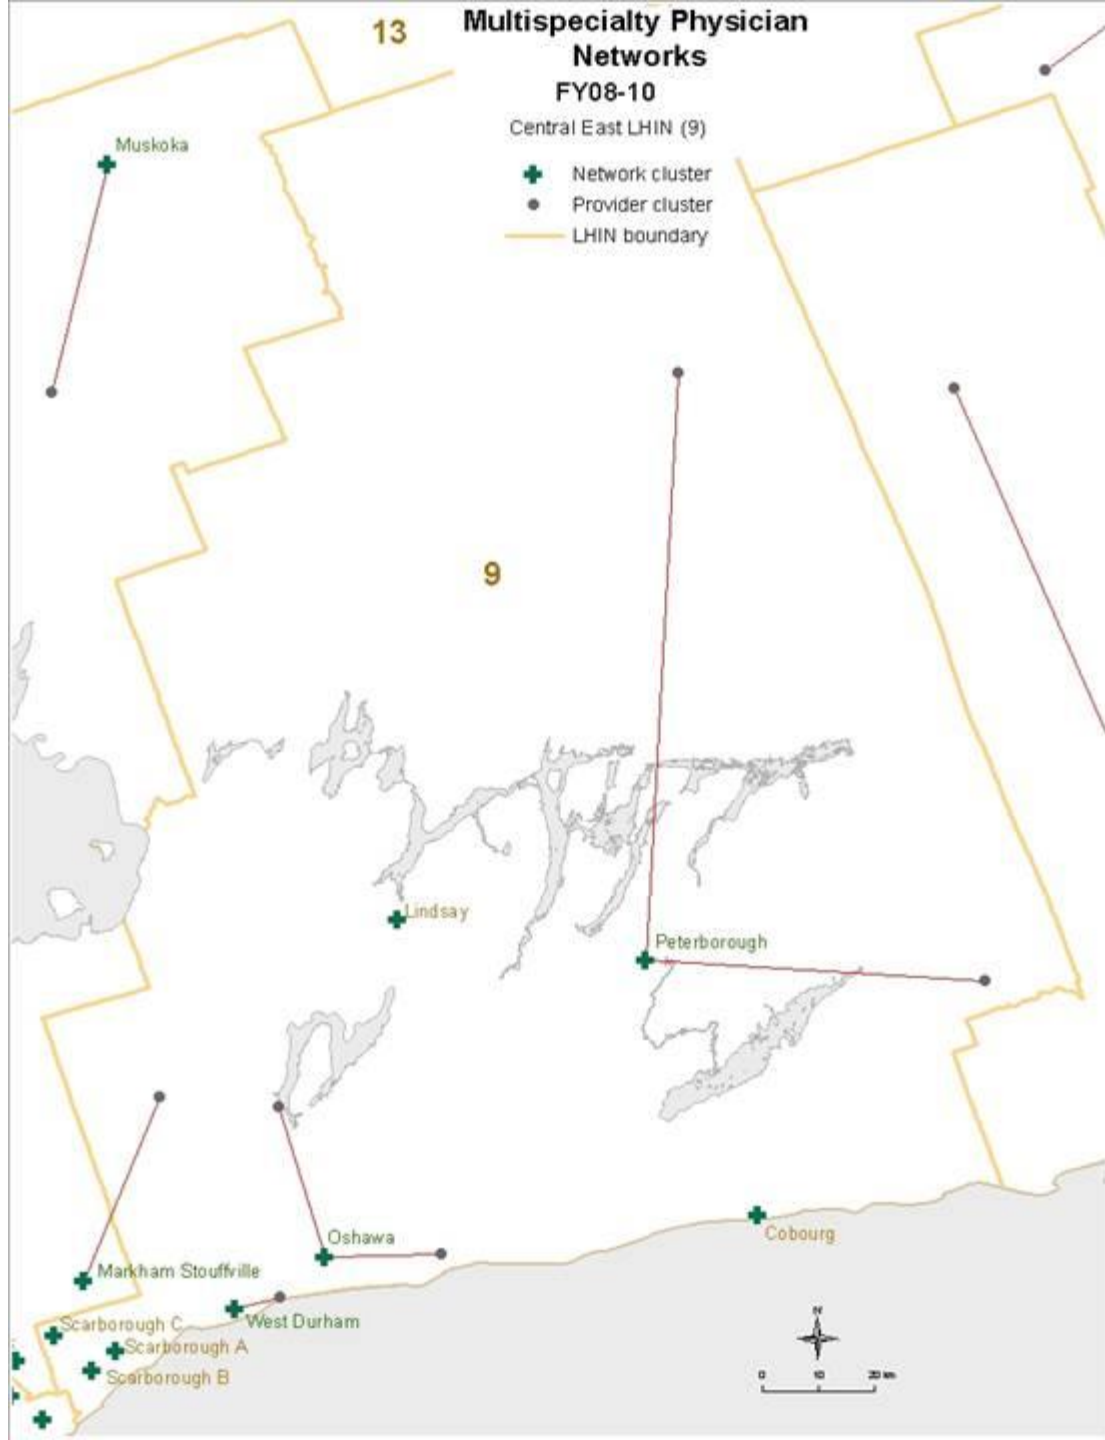 Multispecialty Physician
Networks
FY08-10
Central East LHIN (9)
Network cluster
Provider cluster
LHIN boundary
13
Muskoka
9
Lindsay
Peterborough
Oshawa
Cobourg
Markham Stouffville
West Durham
Scarborough C
Scarborough A
Scarborough B
N
0 10 20 km